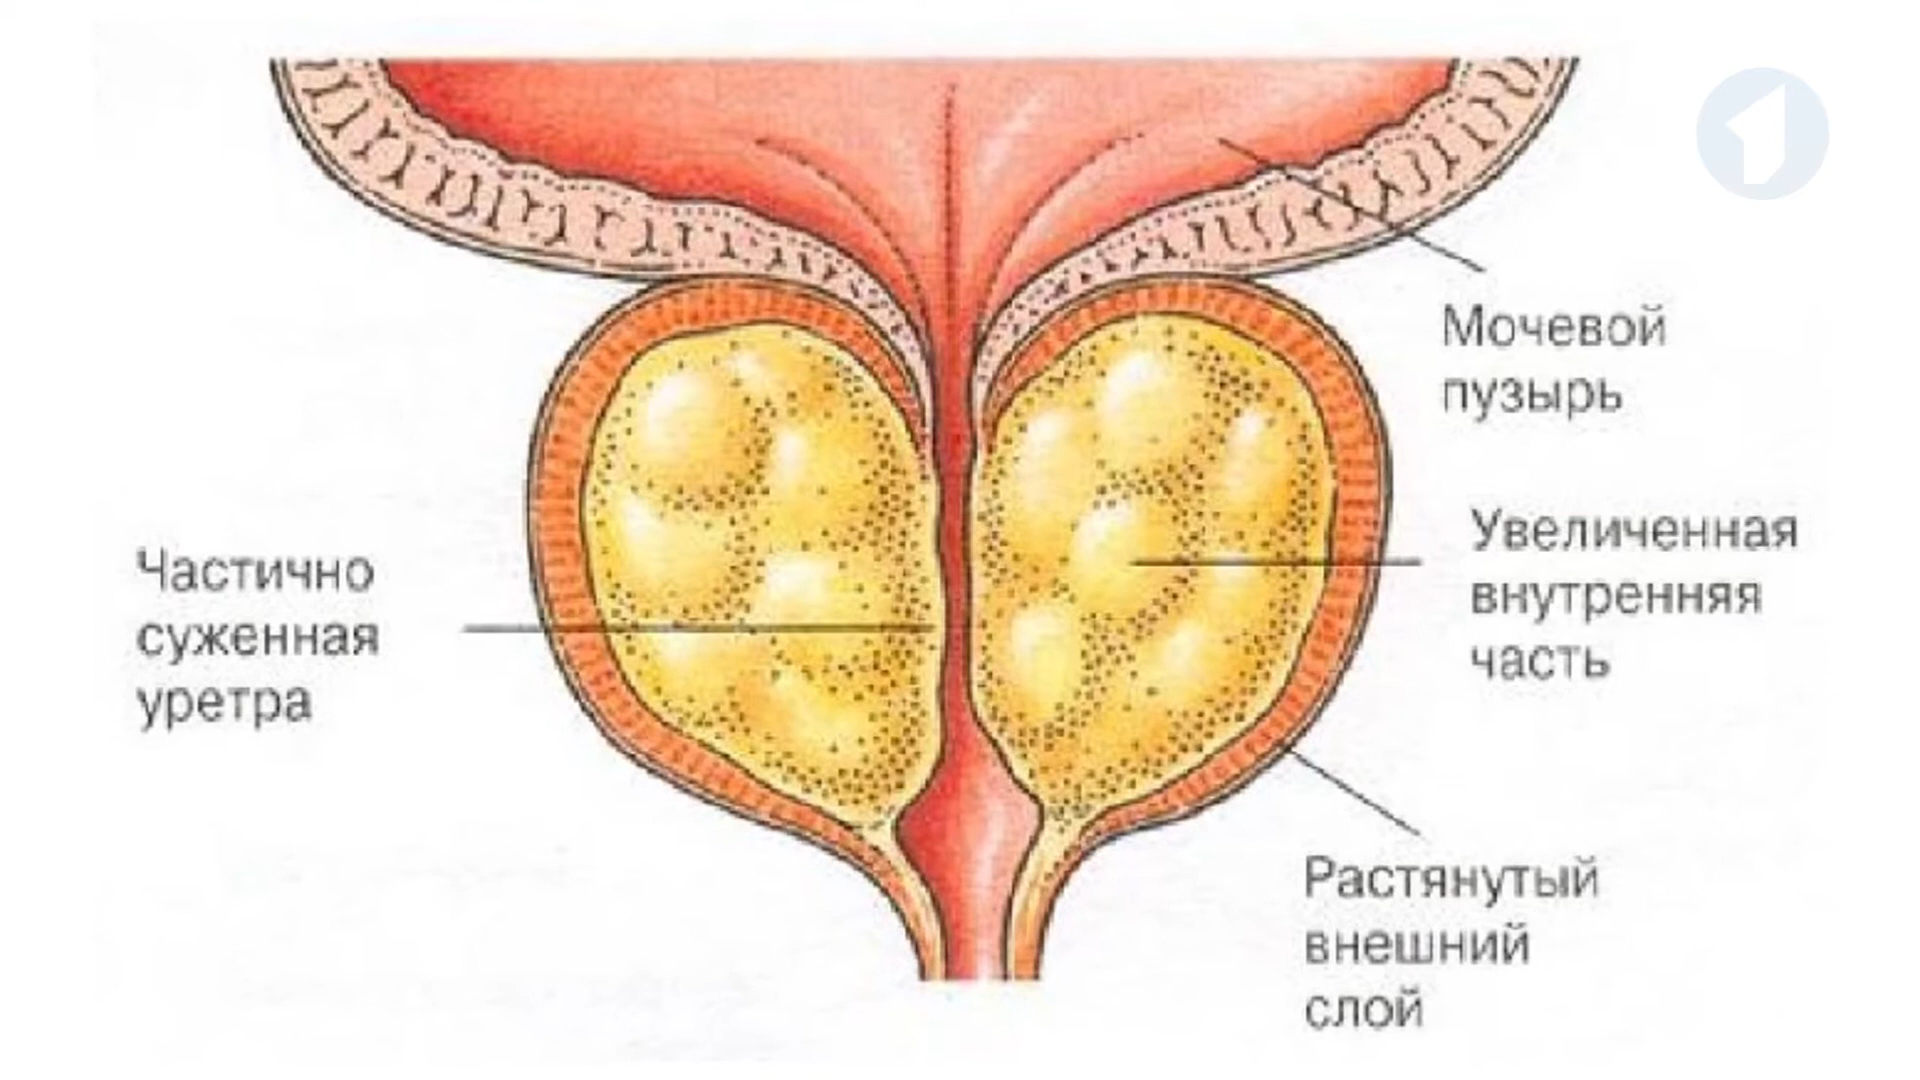 Мочевой
пузырь
Увеличенная
внутренняя
часть
Частично
суженная
уретра
Растянутый
внешний
слой